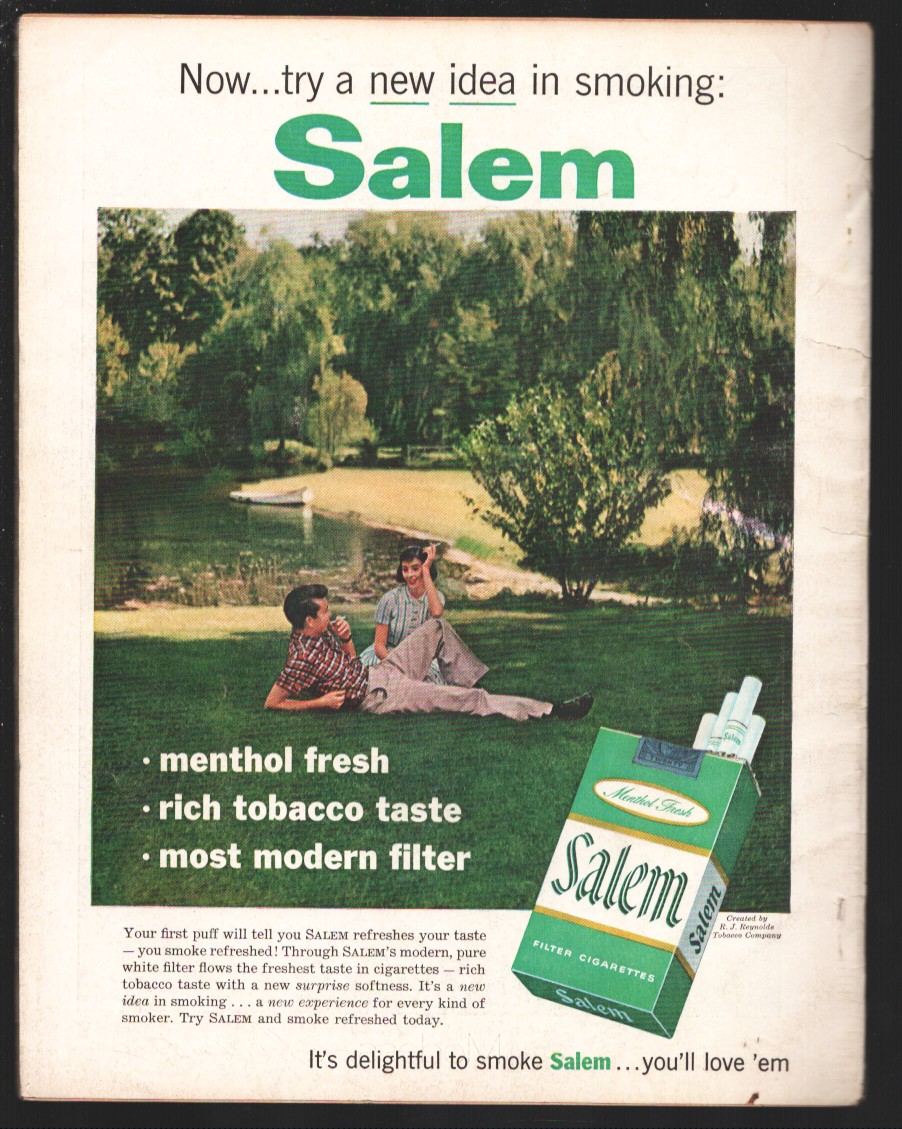 Now...try a new idea in smoking:
Salem
· menthol fresh
· rich tobacco taste
· most modern filter
TWENTY
Salem
Menthol Fresh
Salem
Salem
FILTER CIGARETTES
Salem
Created by
R. J. Reynolds
Tobacco Company
Your first puff will tell you SALEM refreshes your taste
— you smoke refreshed! Through SALEM's modern, pure
white filter flows the freshest taste in cigarettes — rich
tobacco taste with a new surprise softness. It's a new
idea in smoking . . . a new experience for every kind of
smoker. Try SALEM and smoke refreshed today.
It's delightful to smoke Salem...you'll love 'em